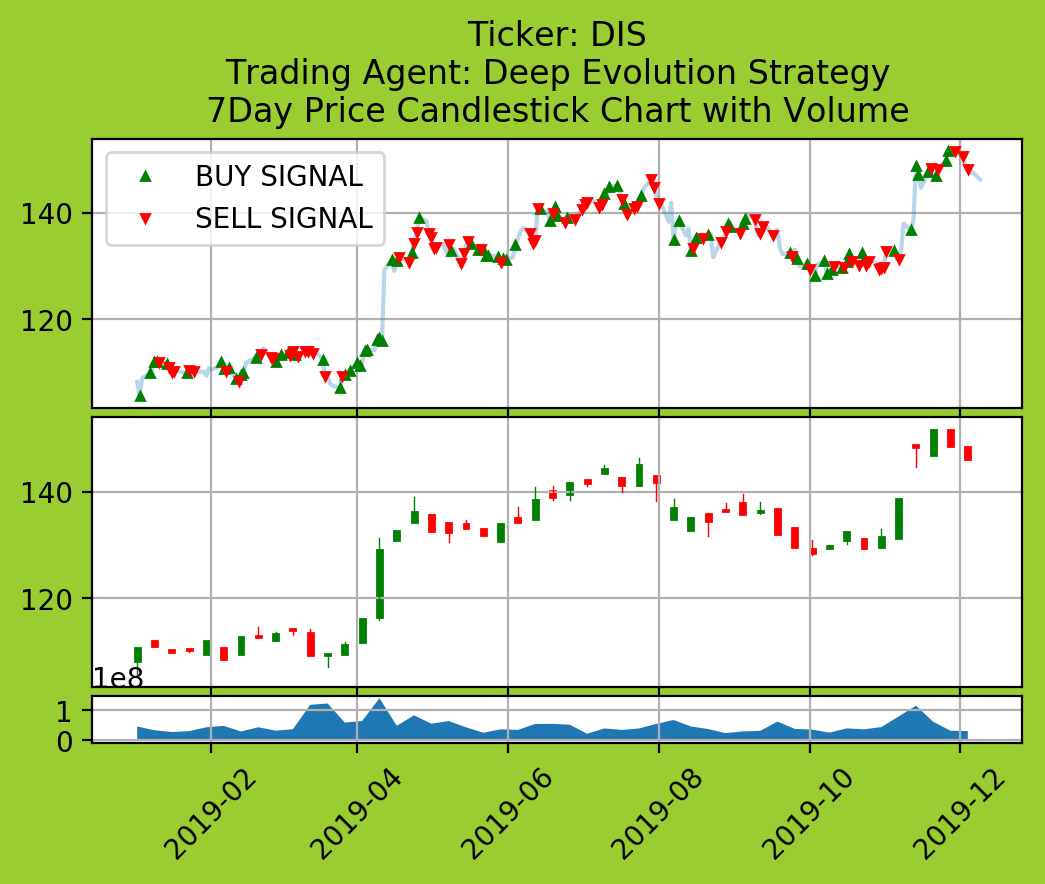 Ticker: DIS
Trading Agent: Deep Evolution Strategy
7Day Price Candlestick Chart with Volume
BUY SIGNAL
SELL SIGNAL
140
120
140
120
1e8
1
0
2019-02
2019-04
2019-06
2019-08
2019-10
2019-12